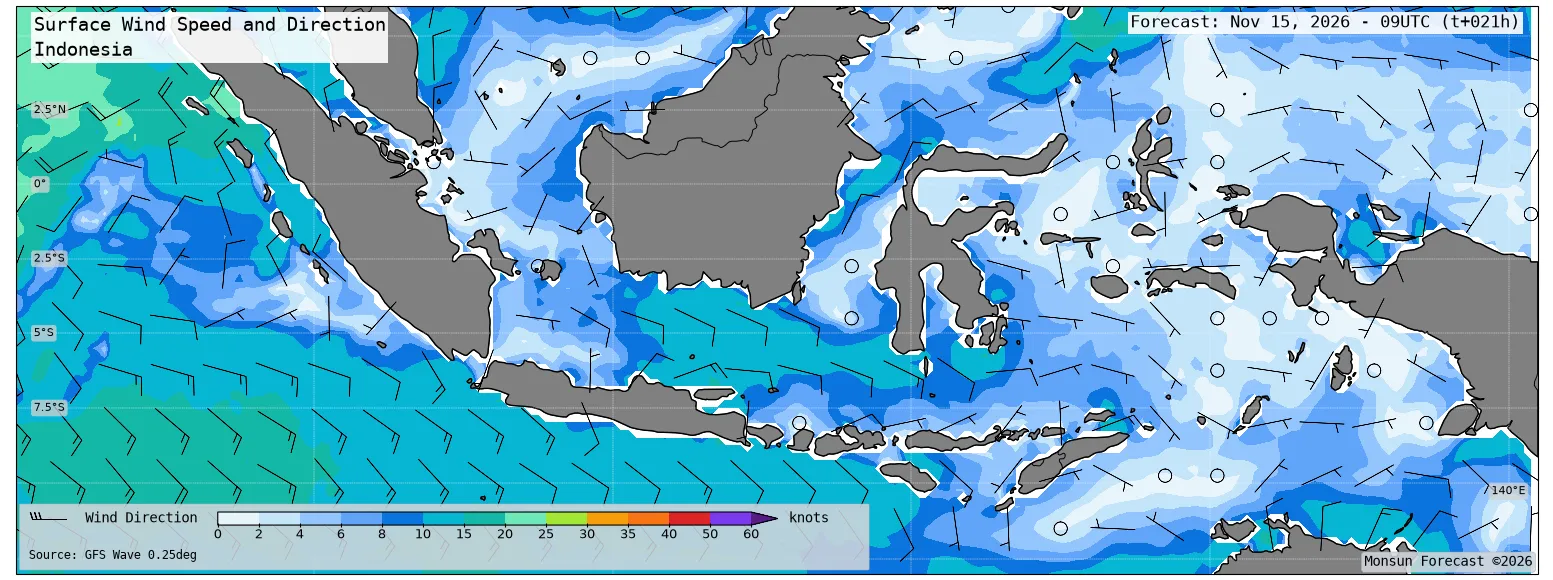 Surface Wind Speed and Direction
Indonesia
Forecast: Nov 15, 2026 - 09UTC (t+021h)
2.5°N
0°
2.5°S
5°S
7.5°S
140°E
Wind Direction
knots
0 2 4 6 8 10 15 20 25 30 35 40 50 60
Source: GFS Wave 0.25deg
Monsun Forecast ©2026